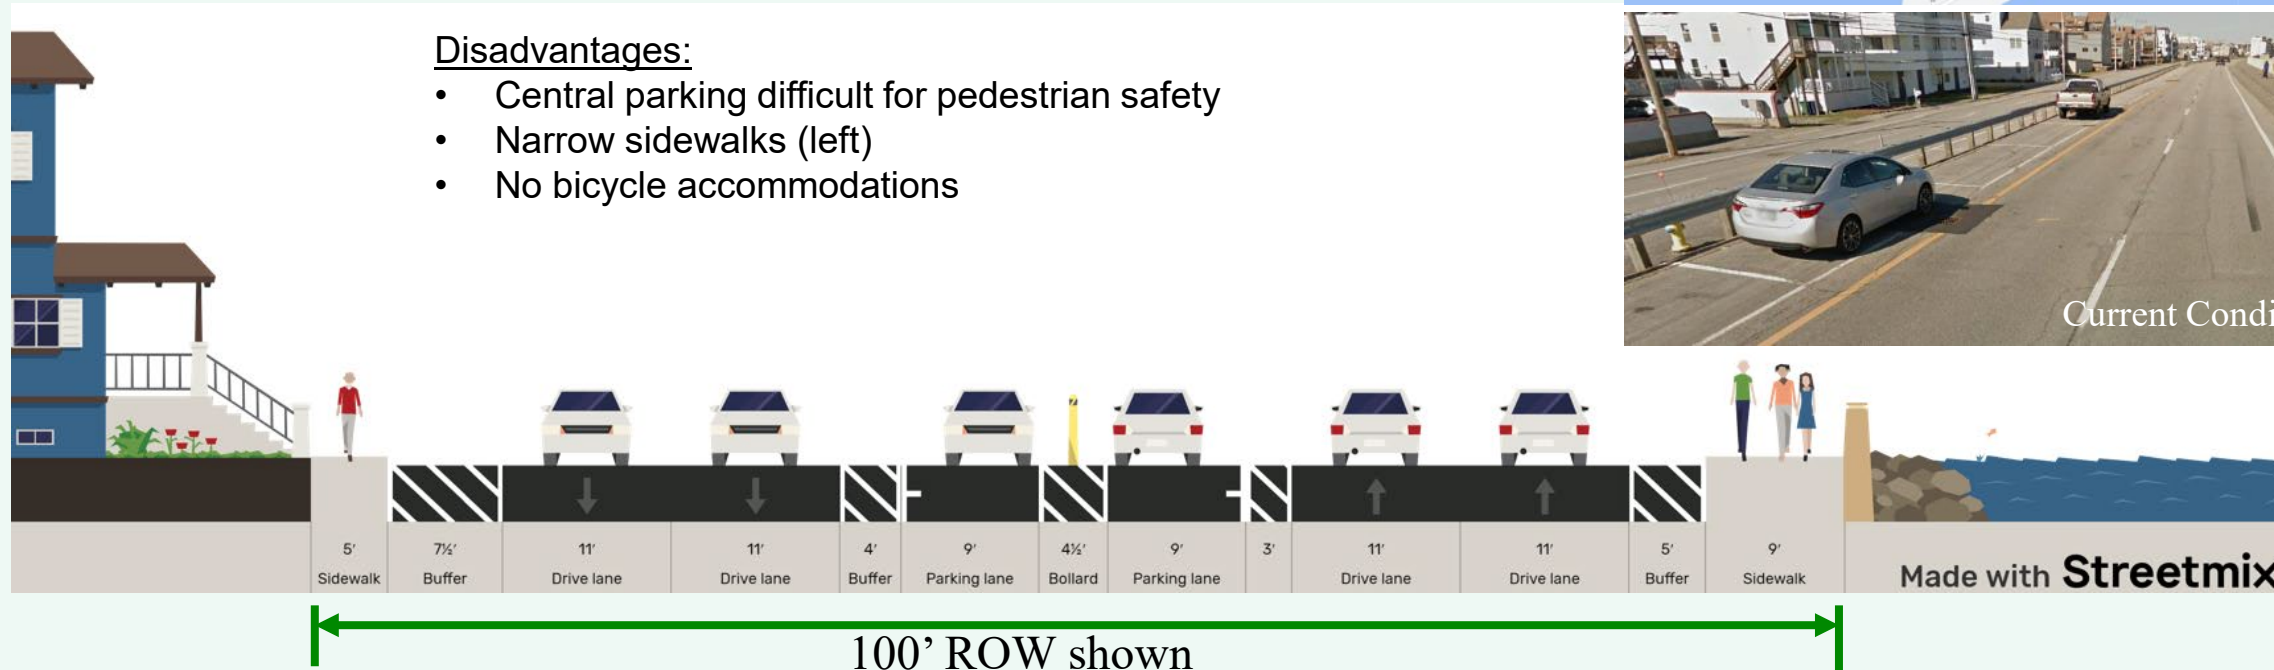 Disadvantages:
• Central parking difficult for pedestrian safety
• Narrow sidewalks (left)
• No bicycle accommodations
Current Condi
5′ 7½′ 11′ 11′ 4′ 9′ 4½′ 9′ 3′ 11′ 11′ 5′ 9′
Sidewalk Buffer Drive lane Drive lane Buffer Parking lane Bollard Parking lane Drive lane Drive lane Buffer Sidewalk
Made with Streetmix
100’ ROW shown